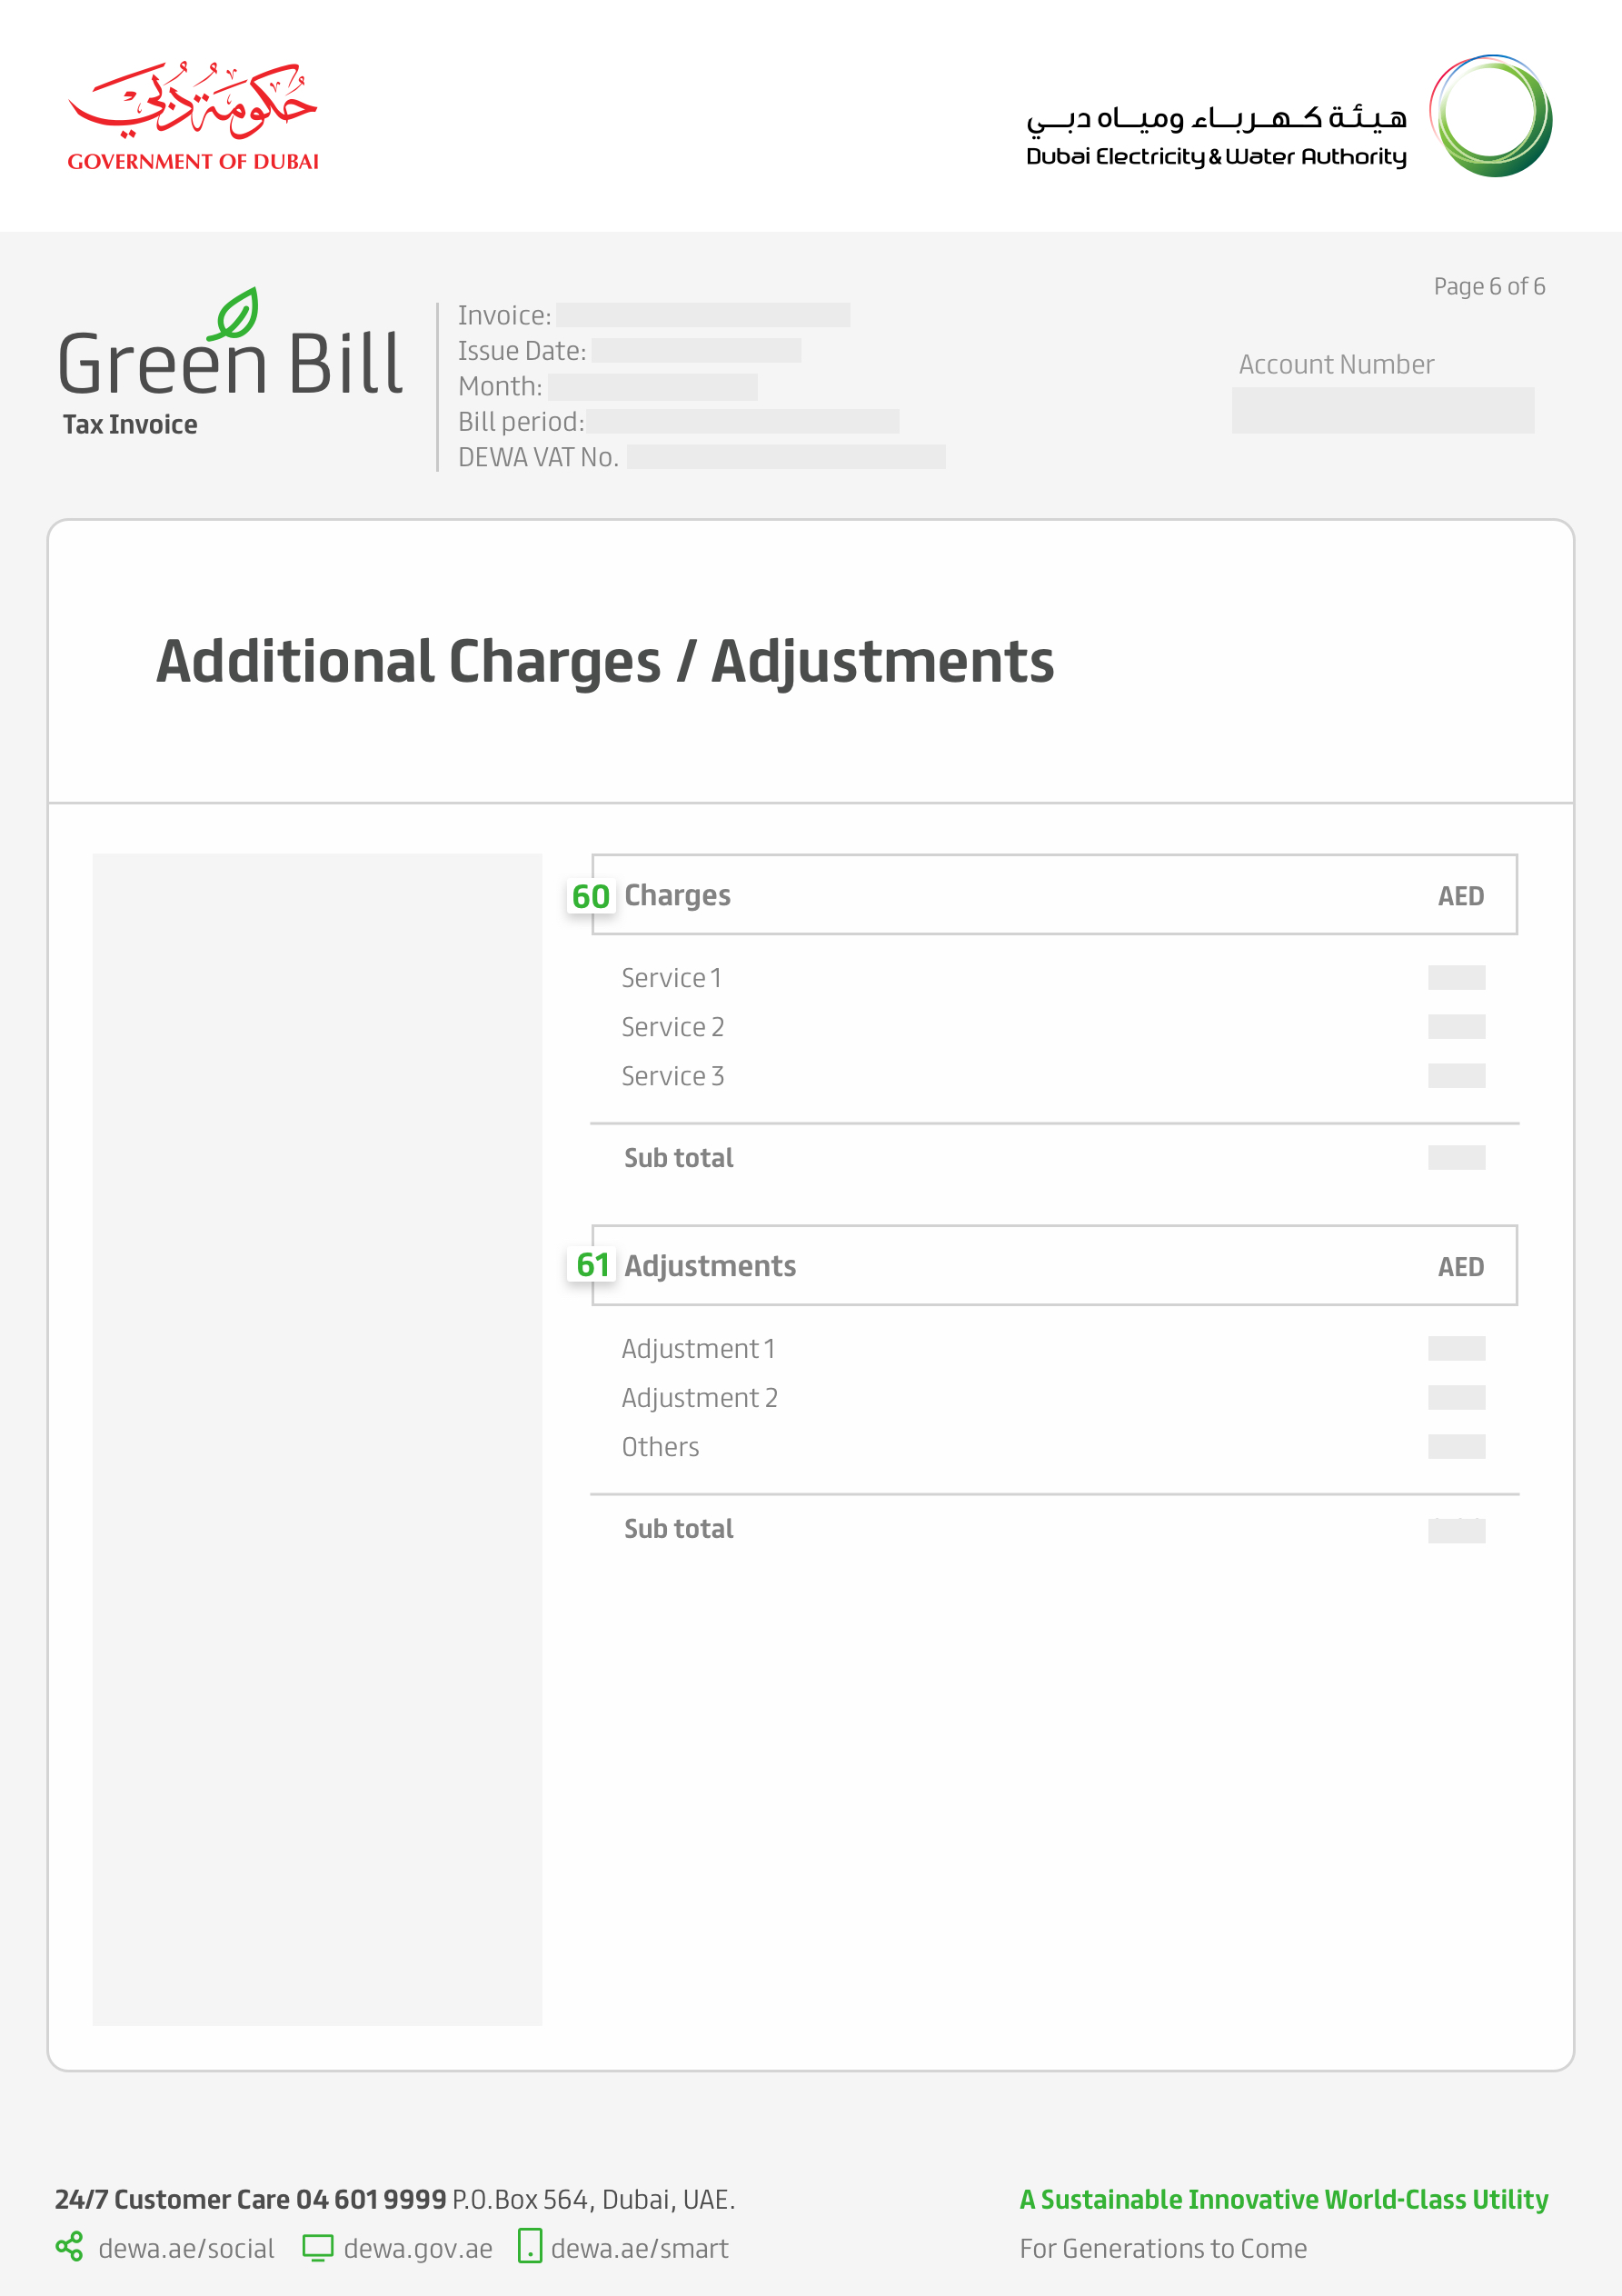 حكومة دبي
GOVERNMENT OF DUBAI
هيئة كهرباء ومياه دبي
Dubai Electricity & Water Authority
Page 6 of 6
Green Bill
Tax Invoice
Invoice:
Issue Date:
Month:
Bill period:
DEWA VAT No.
Account Number
Additional Charges / Adjustments
60 Charges AED
Service 1
Service 2
Service 3
Sub total
61 Adjustments AED
Adjustment 1
Adjustment 2
Others
Sub total
24/7 Customer Care 04 601 9999 P.O.Box 564, Dubai, UAE.
dewa.ae/social dewa.gov.ae dewa.ae/smart
A Sustainable Innovative World-Class Utility
For Generations to Come